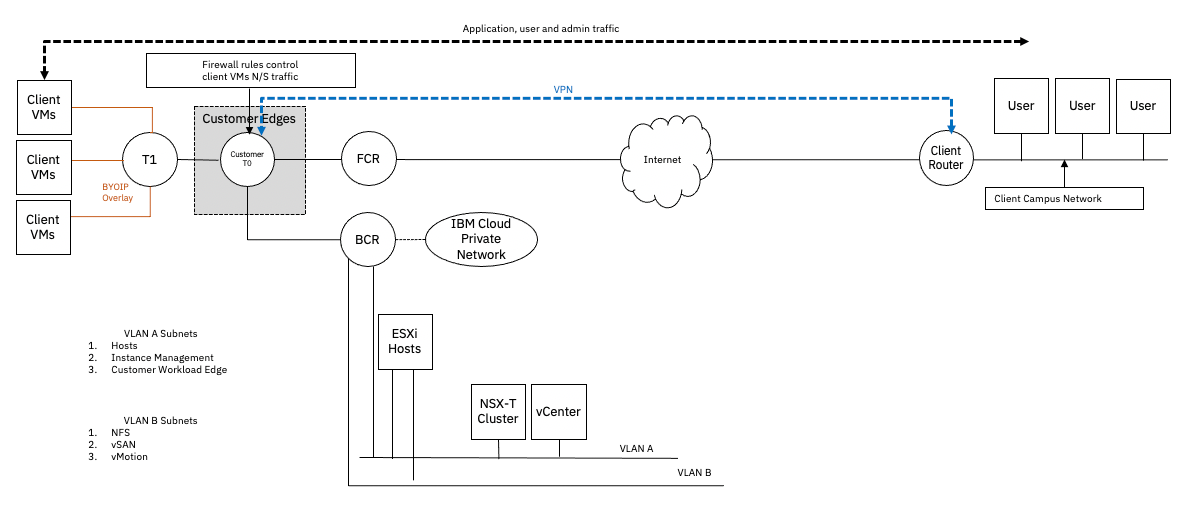 Application, user and admin traffic
Firewall rules control
client VMs N/S traffic
VPN
Client
VMs
User
User
User
Customer Edges
T1
Customer
T0
FCR
Internet
Client
Router
Client
VMs
BYOIP
Overlay
Client Campus Network
Client
VMs
BCR
IBM Cloud
Private
Network
ESXi
Hosts
VLAN A Subnets
1. Hosts
2. Instance Management
3. Customer Workload Edge
NSX-T
Cluster
vCenter
VLAN B Subnets
1. NFS
2. vSAN
3. vMotion
VLAN A
VLAN B